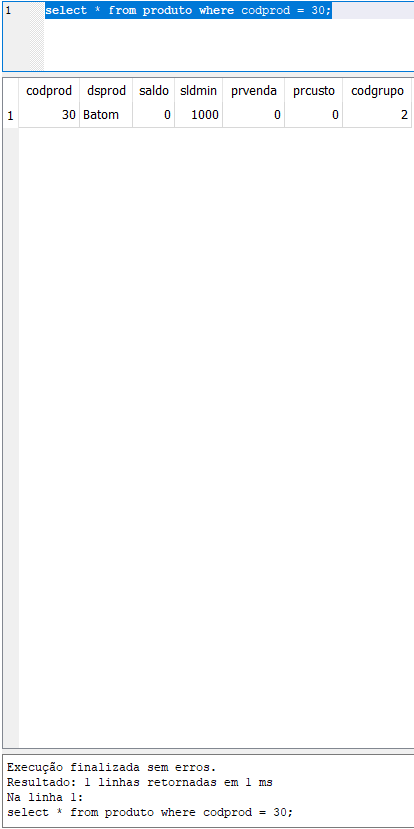 1 select * from produto where codprod = 30;
codprod dsprod saldo sldmin prvenda prcusto codgrupo
1 30 Batom 0 1000 0 0 2
Execução finalizada sem erros.
Resultado: 1 linhas retornadas em 1 ms
Na linha 1:
select * from produto where codprod = 30;